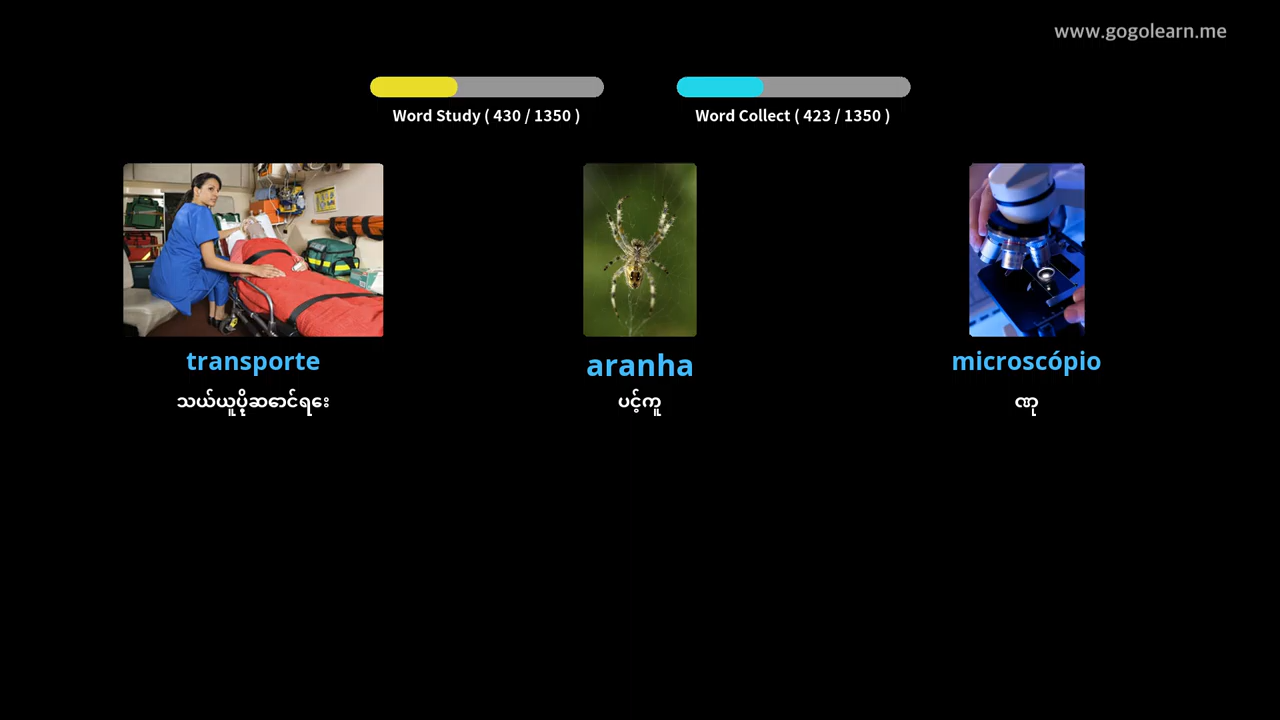 www.gogolearn.me
Word Study ( 430 / 1350 )
Word Collect ( 423 / 1350 )
transporte
aranha
microscópio
သယ်ယူပို့ဆောင်ရေး
ပင့်ကူ
ဏု